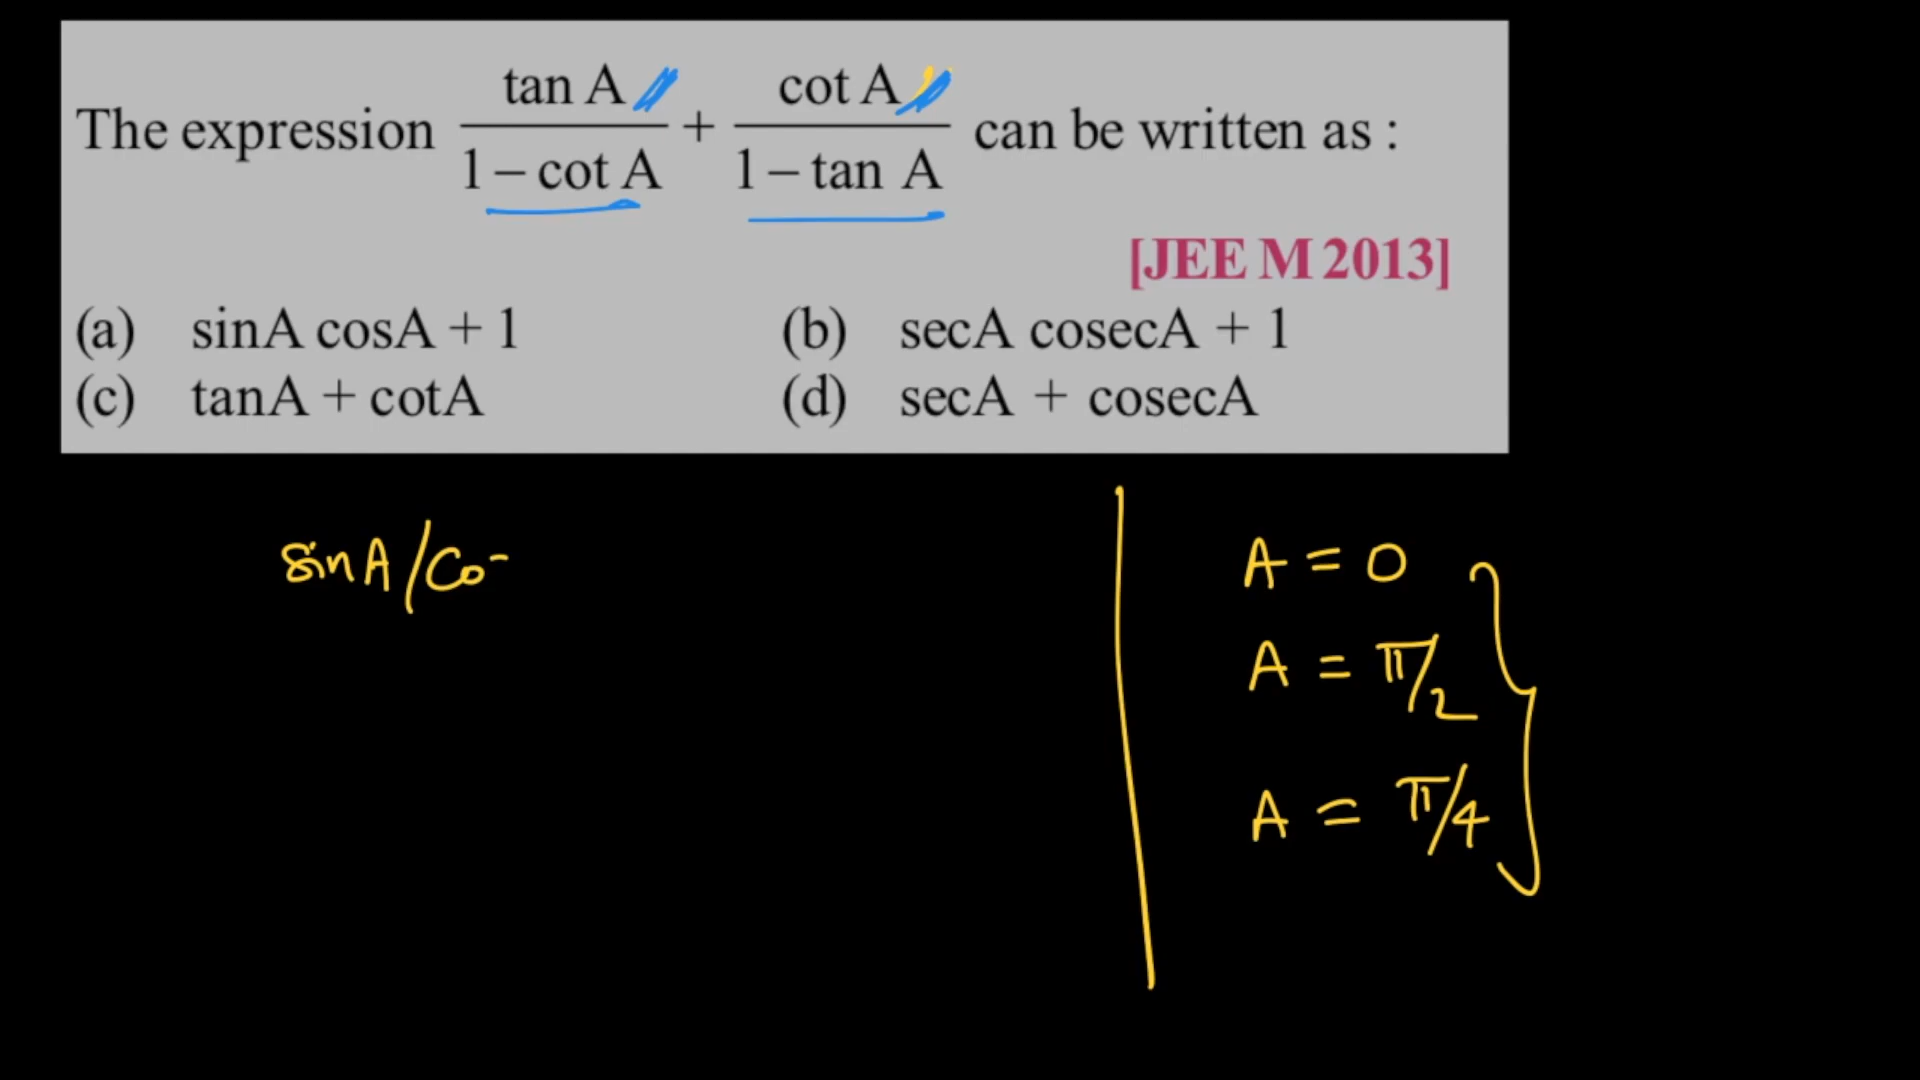 The expression tan A / 1 – cot A + cot A / 1 – tan A can be written as :
[JEE M 2013]
(a) sinA cosA + 1 (b) secA cosecA + 1
(c) tanA + cotA (d) secA + cosecA
sinA/Co
A = 0
A = π/2
A = π/4